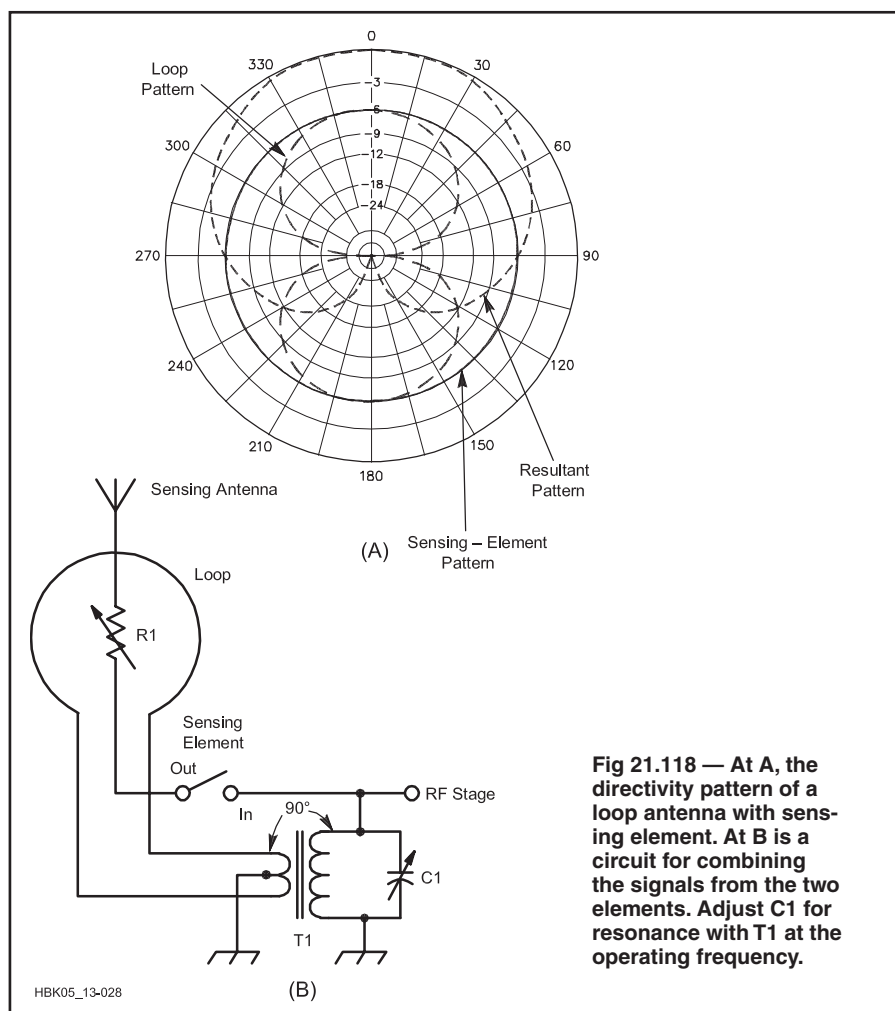 0
330
30
Loop
Pattern
-3
-6
-9
-12
-18
-24
300
60
270
90
240
120
210
150
180
Resultant
Pattern
Sensing – Element
Pattern
(A)
Sensing Antenna
Loop
R1
Sensing
Element
Out
In
RF Stage
90°
C1
T1
(B)
HBK05_13-028
Fig 21.118 — At A, the
directivity pattern of a
loop antenna with sens-
ing element. At B is a
circuit for combining
the signals from the two
elements. Adjust C1 for
resonance with T1 at the
operating frequency.